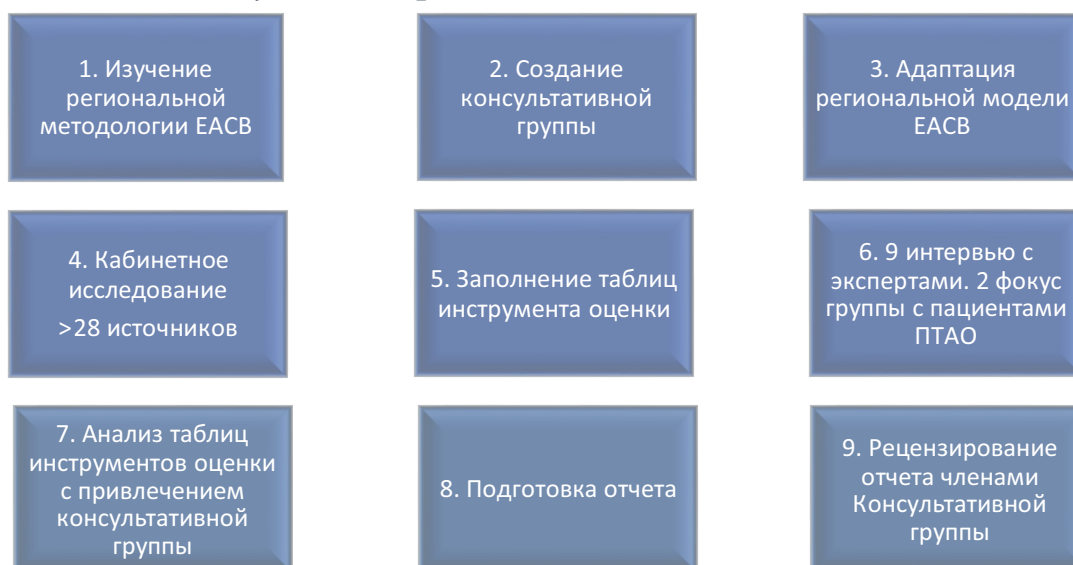 1. Изучение
региональной
методологии ЕАСВ
2. Создание
консультативной
группы
3. Адаптация
региональной модели
ЕАСВ
4. Кабинетное
исследование
>28 источников
5. Заполнение таблиц
инструмента оценки
6. 9 интервью с
экспертами. 2 фокус
группы с пациентами
ПТАО
7. Анализ таблиц
инструментов оценки
с привлечением
консультативной
группы
8. Подготовка отчета
9. Рецензирование
отчета членами
Консультативной
группы